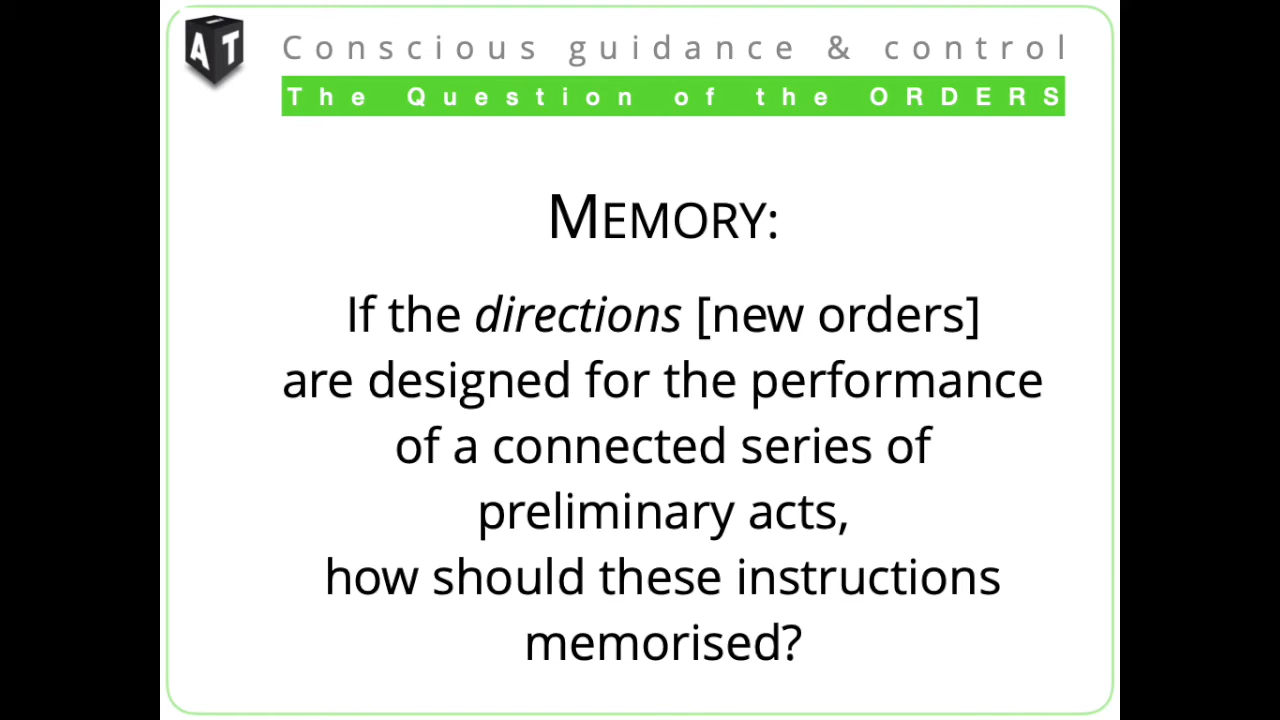 AT
Conscious guidance & control
The Question of the ORDERS
MEMORY:
If the directions [new orders]
are designed for the performance
of a connected series of
preliminary acts,
how should these instructions
memorised?